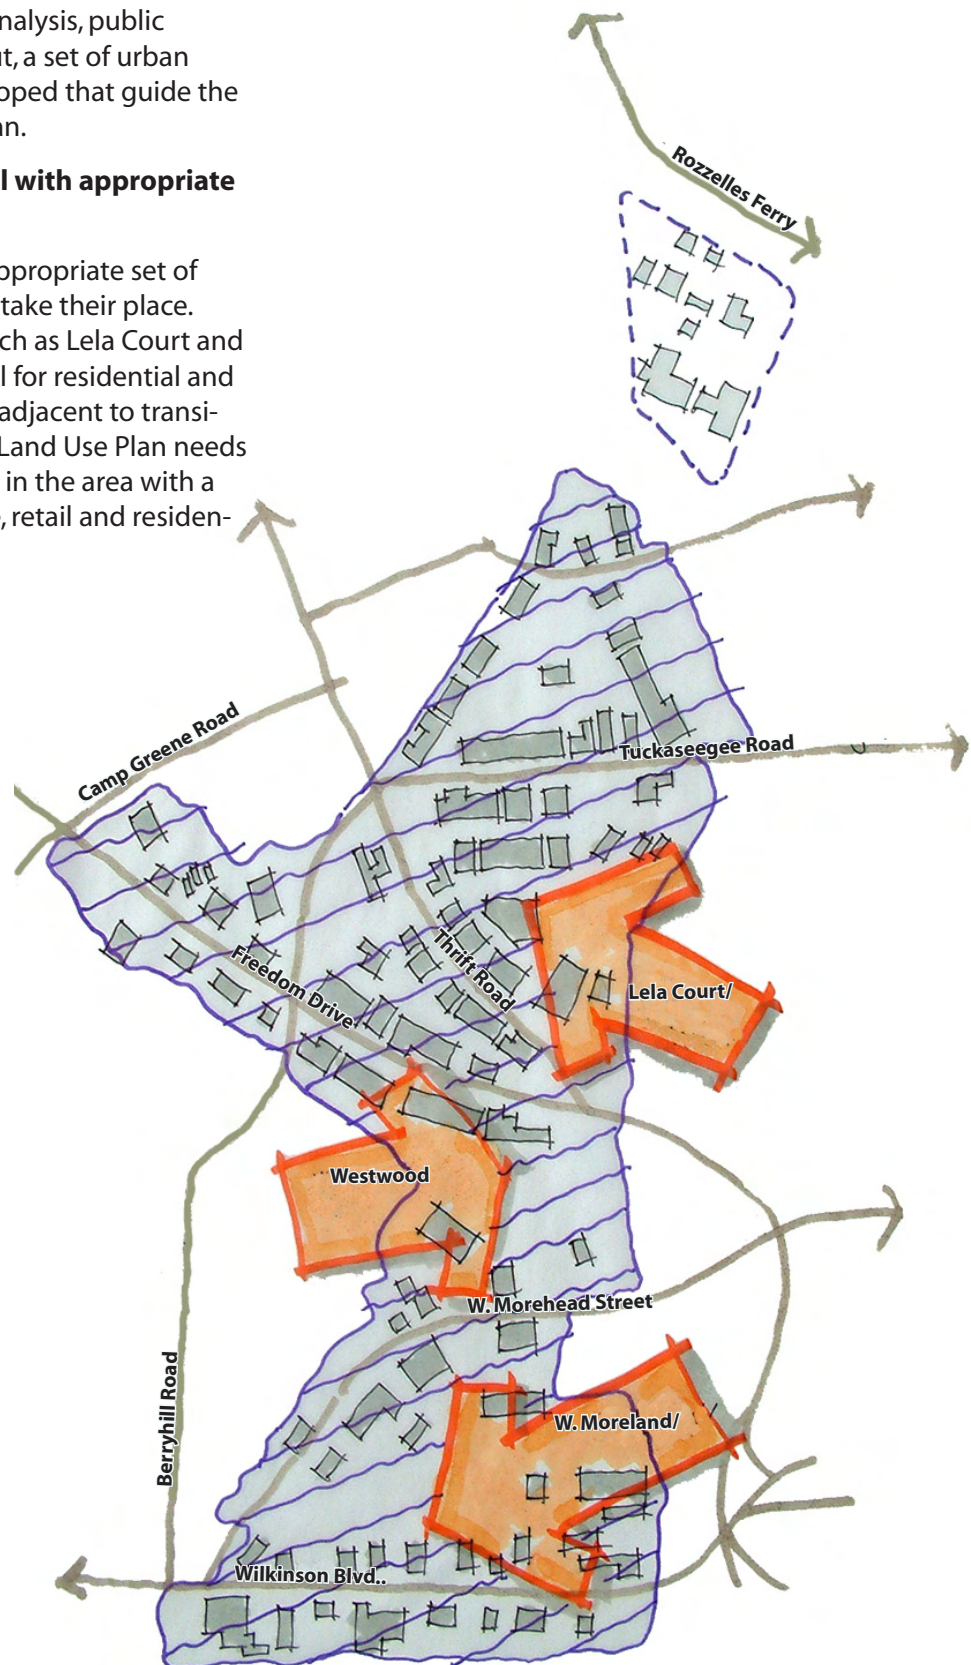 nalysis, public
t, a set of urban
oped that guide the
n.
l with appropriate
ppropriate set of
take their place.
ch as Lela Court and
l for residential and
adjacent to transi-
Land Use Plan needs
in the area with a
, retail and residen-
Rozzelles Ferry
Camp Greene Road
Tuckaseegee Road
Freedom Drive
Thrift Road
Lela Court/
Westwood
W. Morehead Street
Berryhill Road
W. Moreland/
Wilkinson Blvd..